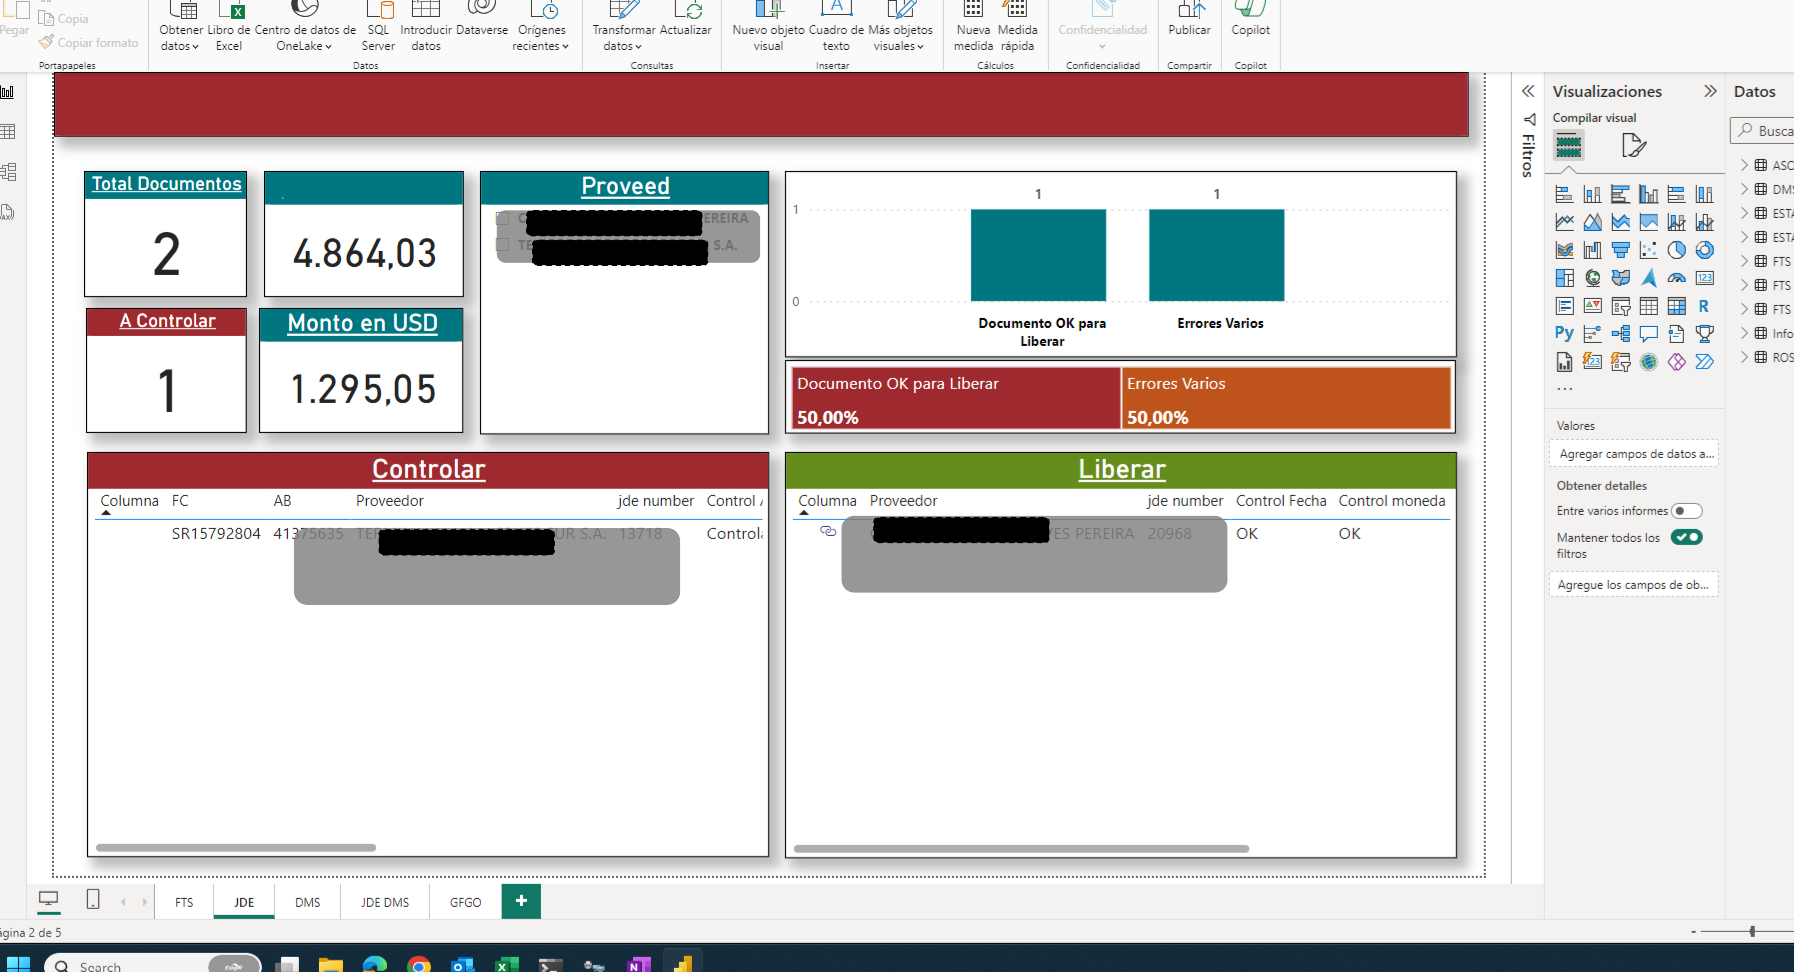 Pegar
Copia
Copiar formato
Portapapeles
Obtener datos
Libro de Excel
Centro de datos de OneLake
SQL Server
Introducir datos
Dataverse
Orígenes recientes
Datos
Transformar datos
Actualizar
Consultas
Nuevo objeto visual
Cuadro de texto
Más objetos visuales
Insertar
Nueva medida
Medida rápida
Cálculos
Confidencialidad
Confidencialidad
Publicar
Compartir
Copilot
Copilot
Total Documentos
2
4.864,03
A Controlar
1
Monto en USD
1.295,05
Proveed
C PEREIRA
TE S.A.
1
0
1
1
Documento OK para
Liberar
Errores Varios
Documento OK para Liberar
50,00%
Errores Varios
50,00%
Controlar
Columna FC AB Proveedor jde number Control
SR15792804 41375635 TE UR S.A. 13718 Control
Liberar
Columna Proveedor jde number Control Fecha Control moneda
ES PEREIRA 20968 OK OK
Filtros
Visualizaciones
Compilar visual
123
R
Py
123
...
Valores
Agregar campos de datos a...
Obtener detalles
Entre varios informes
Mantener todos los
filtros
Agregue los campos de ob...
Datos
Busca
ASO
DMS
ESTA
ESTA
FTS
FTS
FTS
Info
ROS
FTS
JDE
DMS
JDE DMS
GFGO
+
ágina 2 de 5
-
Search